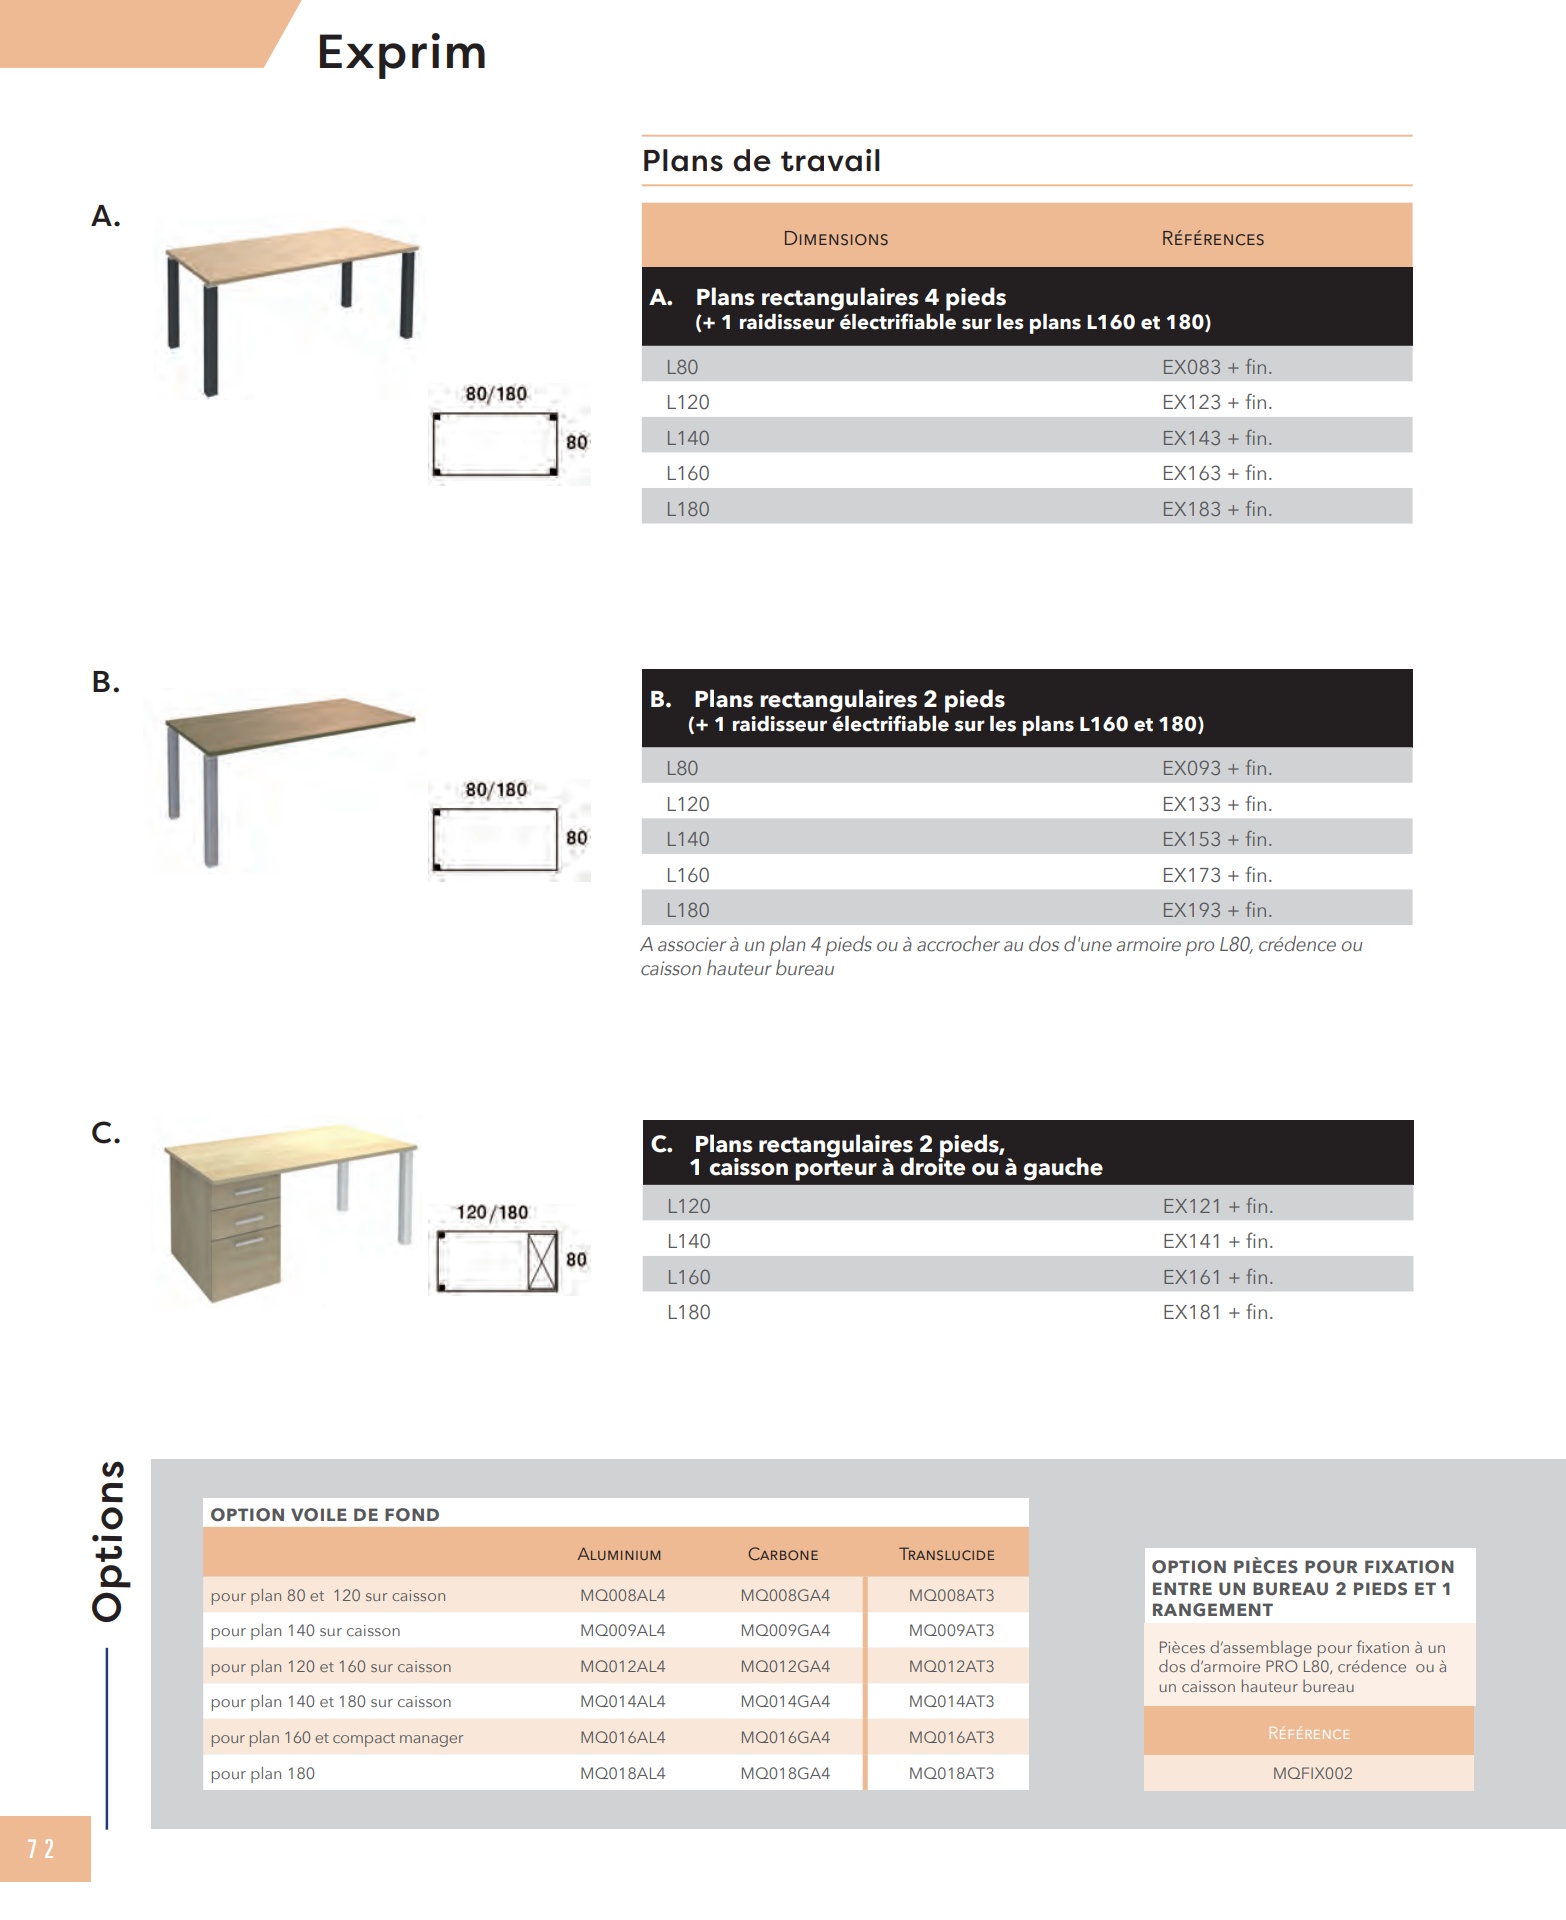 Exprim
Plans de travail
A.
80/180
80
DIMENSIONS RÉFÉRENCES
A. Plans rectangulaires 4 pieds
(+ 1 raidisseur électrifiable sur les plans L160 et 180)
L80 EX083 + fin.
L120 EX123 + fin.
L140 EX143 + fin.
L160 EX163 + fin.
L180 EX183 + fin.
B.
80/180
80
B. Plans rectangulaires 2 pieds
(+ 1 raidisseur électrifiable sur les plans L160 et 180)
L80 EX093 + fin.
L120 EX133 + fin.
L140 EX153 + fin.
L160 EX173 + fin.
L180 EX193 + fin.
A associer à un plan 4 pieds ou à accrocher au dos d'une armoire pro L80, crédence ou
caisson hauteur bureau
C.
120/180
80
C. Plans rectangulaires 2 pieds,
1 caisson porteur à droite ou à gauche
L120 EX121 + fin.
L140 EX141 + fin.
L160 EX161 + fin.
L180 EX181 + fin.
Options
OPTION VOILE DE FOND
ALUMINIUM CARBONE TRANSLUCIDE
pour plan 80 et 120 sur caisson MQ008AL4 MQ008GA4 MQ008AT3
pour plan 140 sur caisson MQ009AL4 MQ009GA4 MQ009AT3
pour plan 120 et 160 sur caisson MQ012AL4 MQ012GA4 MQ012AT3
pour plan 140 et 180 sur caisson MQ014AL4 MQ014GA4 MQ014AT3
pour plan 160 et compact manager MQ016AL4 MQ016GA4 MQ016AT3
pour plan 180 MQ018AL4 MQ018GA4 MQ018AT3
OPTION PIÈCES POUR FIXATION
ENTRE UN BUREAU 2 PIEDS ET 1
RANGEMENT
Pièces d’assemblage pour fixation à un
dos d’armoire PRO L80, crédence ou à
un caisson hauteur bureau
RÉFÉRENCE
MQFIX002
72